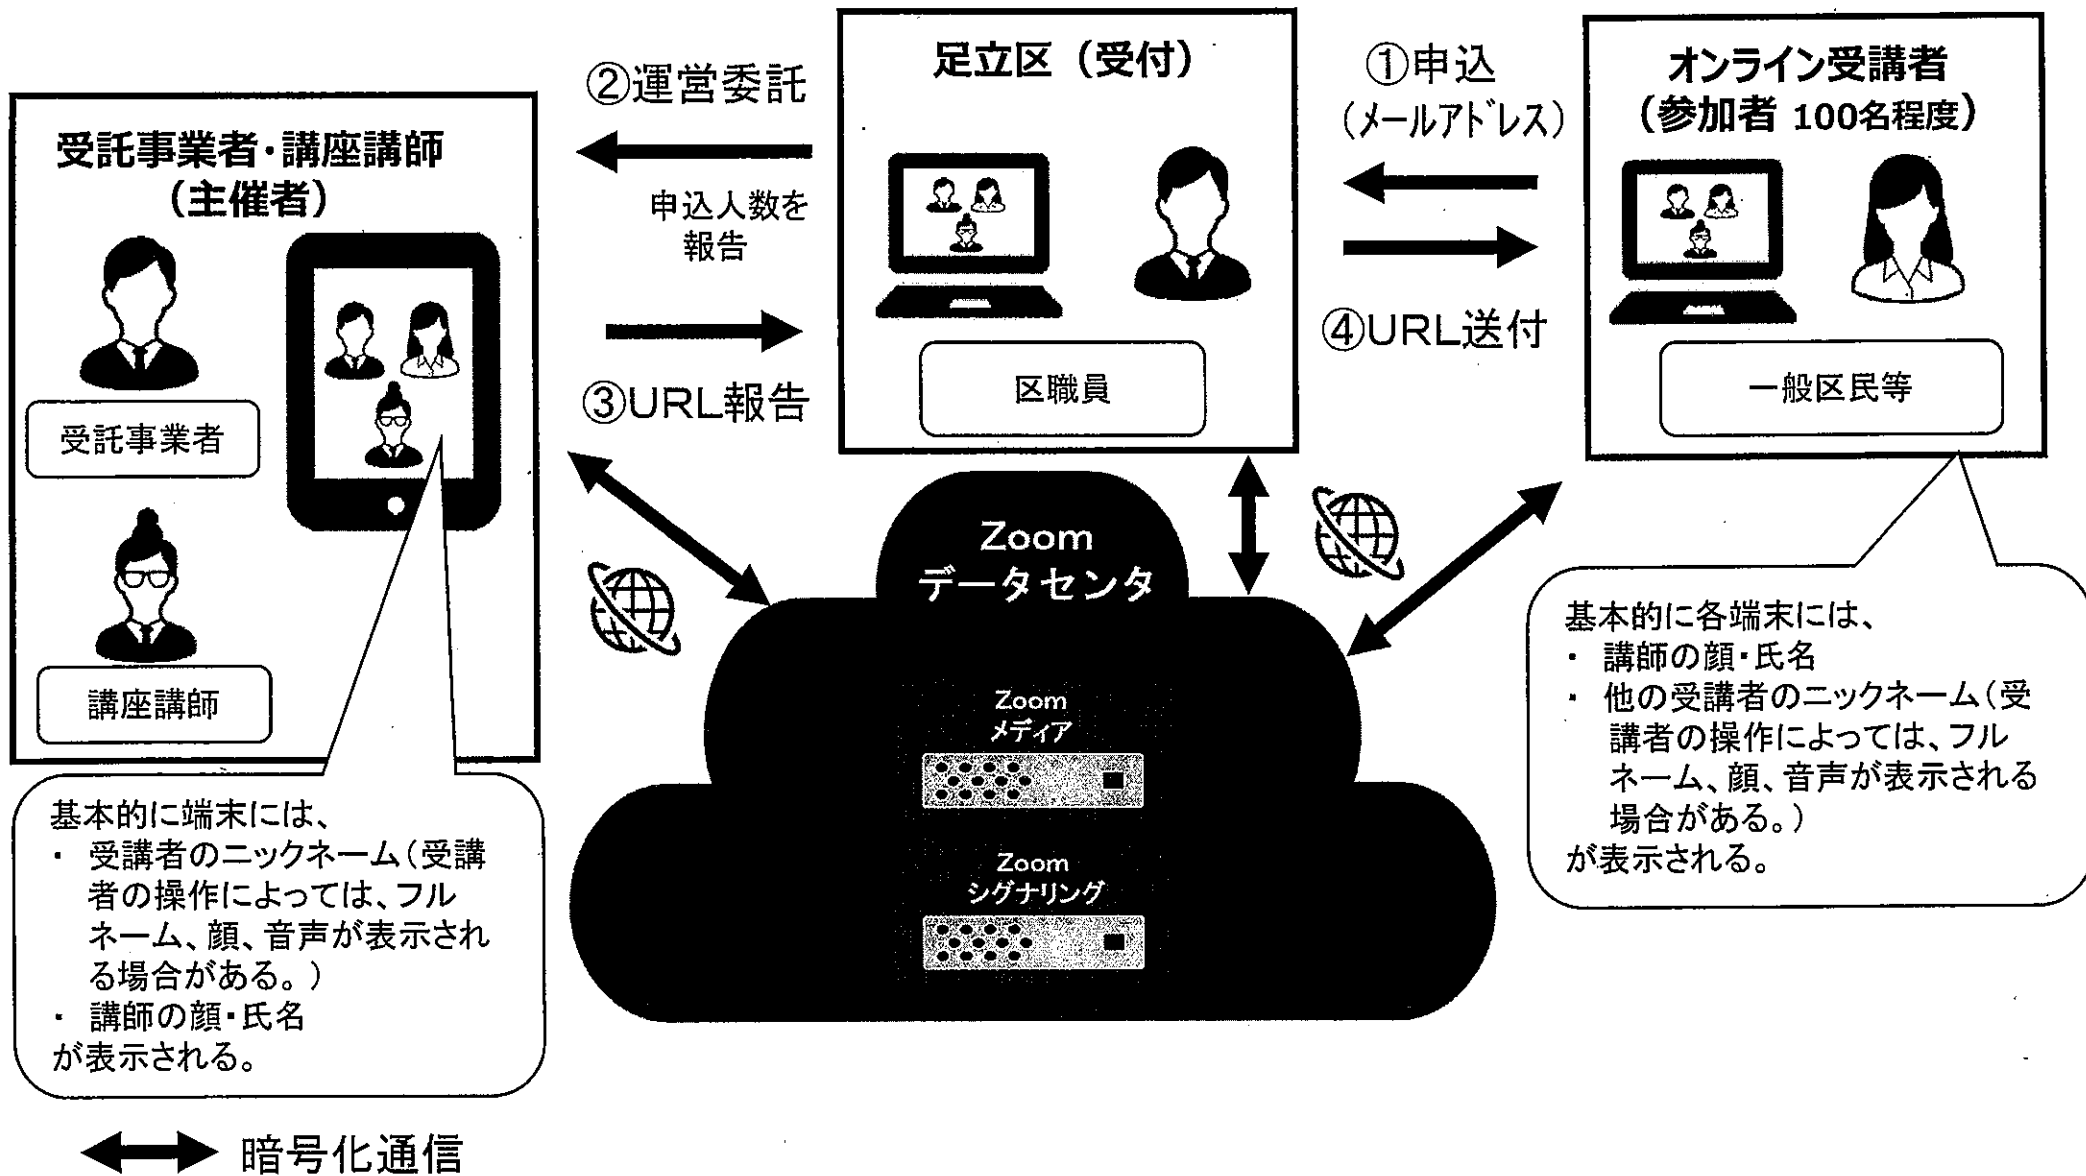 受託事業者・講座講師
（主催者）
受託事業者
講座講師
基本的に端末には、
・ 受講者のニックネーム（受講
者の操作によっては、フル
ネーム、顔、音声が表示され
る場合がある。）
・ 講師の顔・氏名
が表示される。
②運営委託
申込人数を
報告
③URL報告
足立区（受付）
区職員
①申込
（メールアドレス）
④URL送付
オンライン受講者
（参加者 100名程度）
一般区民等
基本的に各端末には、
・ 講師の顔・氏名
・ 他の受講者のニックネーム（受
講者の操作によっては、フル
ネーム、顔、音声が表示される
場合がある。）
が表示される。
Zoom
データセンタ
Zoom
メディア
Zoom
シグナリング
暗号化通信